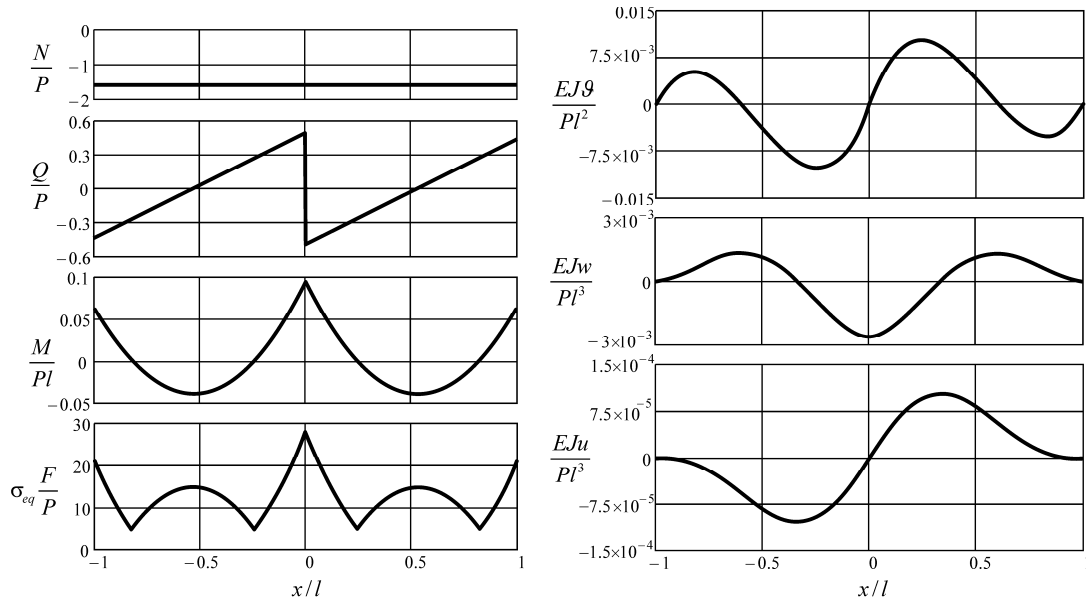 N/P
0
−1
−2
Q/P
0.6
0.3
0
−0.3
−0.6
M/Pl
0.1
0.05
0
−0.05
σeq F/P
30
20
10
0
−1 −0.5 0 0.5 1
x/l
EJϑ/Pl²
0.015
7.5×10⁻³
0
−7.5×10⁻³
−0.015
EJw/Pl³
3×10⁻³
0
−3×10⁻³
EJu/Pl³
1.5×10⁻⁴
7.5×10⁻⁵
0
−7.5×10⁻⁵
−1.5×10⁻⁴
−1 −0.5 0 0.5 1
x/l